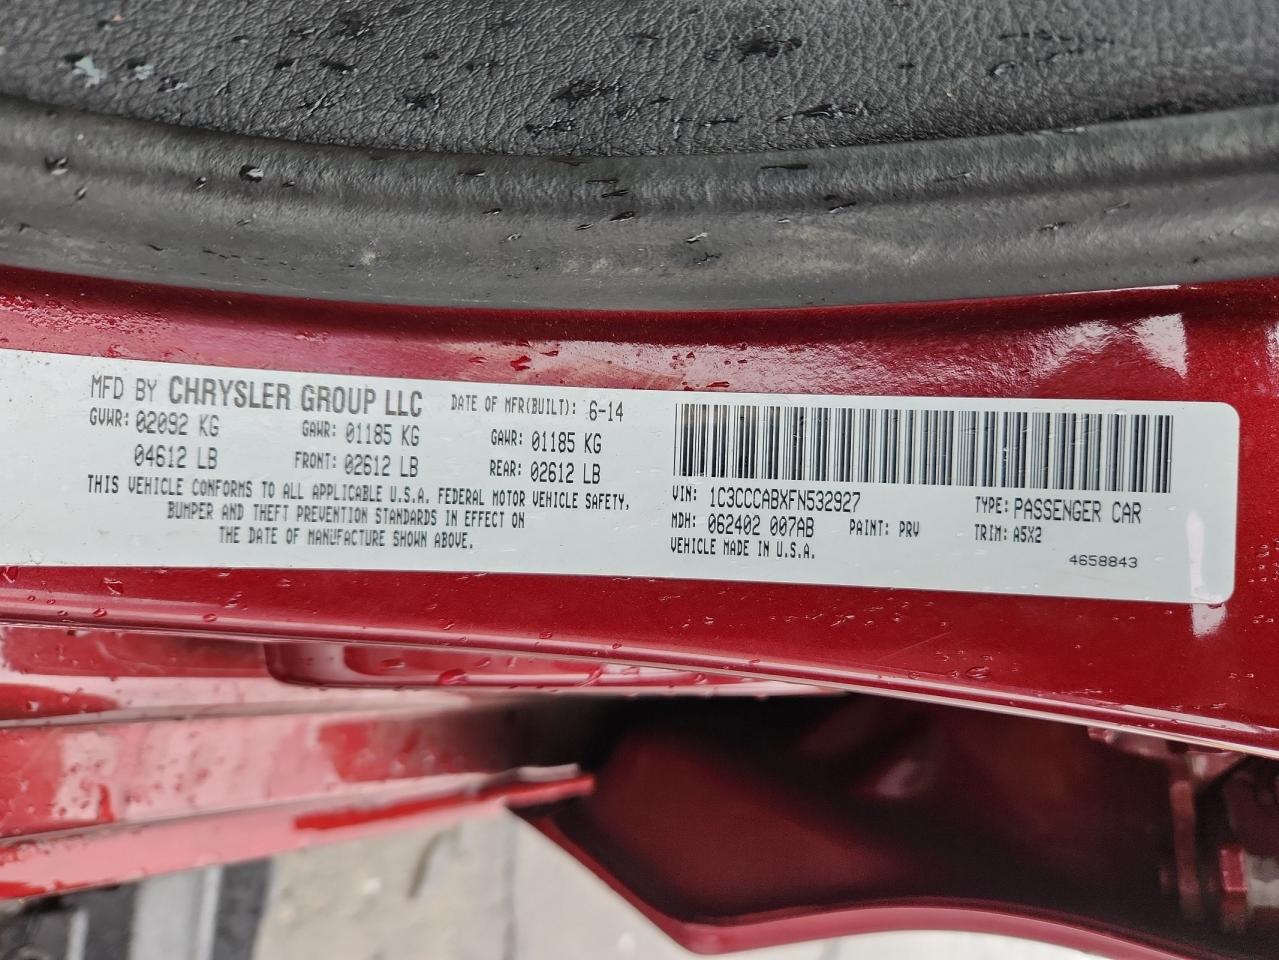 MFD BY CHRYSLER GROUP LLC DATE OF MFR(BUILT): 6-14
GVWR: 02092 KG GAWR: 01185 KG GAWR: 01185 KG
04612 LB FRONT: 02612 LB REAR: 02612 LB
THIS VEHICLE CONFORMS TO ALL APPLICABLE U.S.A. FEDERAL MOTOR VEHICLE SAFETY,
BUMPER AND THEFT PREVENTION STANDARDS IN EFFECT ON
THE DATE OF MANUFACTURE SHOWN ABOVE.
VIN: 1C3CCCABXFN532927 TYPE: PASSENGER CAR
MDH: 062402 007AB PAINT: PRV TRIM: A5X2
VEHICLE MADE IN U.S.A.
4658843